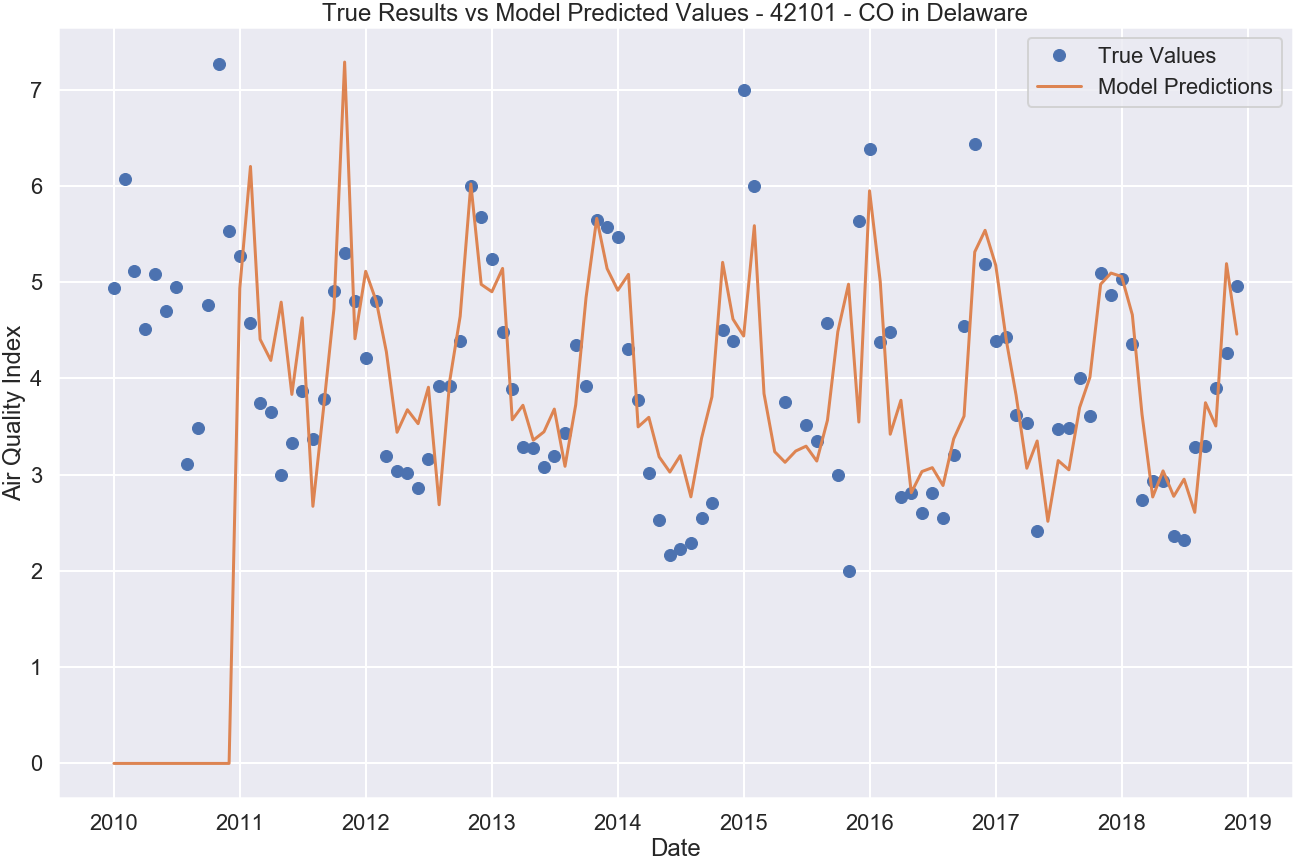 True Results vs Model Predicted Values - 42101 - CO in Delaware
True Values
Model Predictions
Air Quality Index
7
6
5
4
3
2
1
0
2010 2011 2012 2013 2014 2015 2016 2017 2018 2019
Date